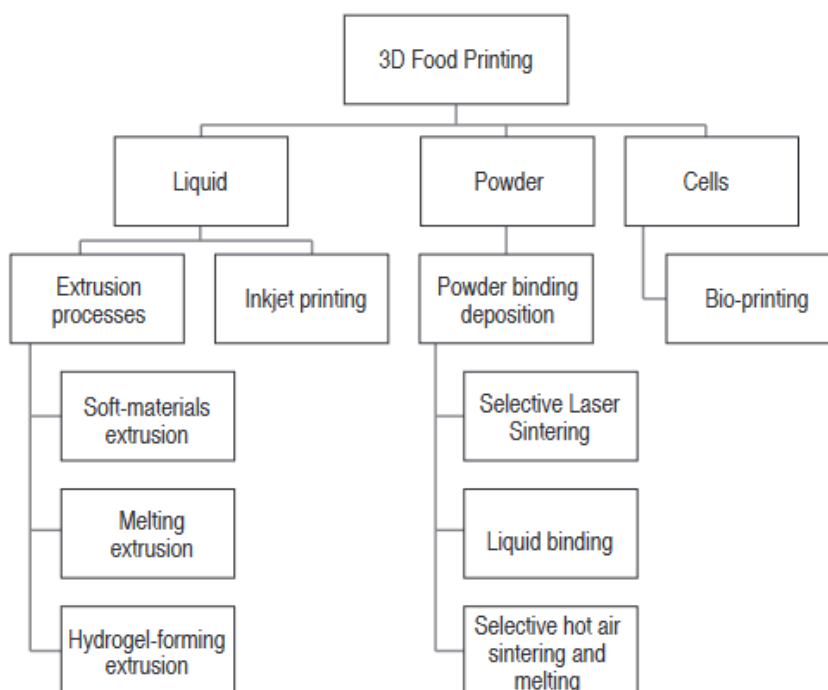 3D Food Printing
Liquid
Powder
Cells
Extrusion
processes
Inkjet printing
Powder binding
deposition
Bio-printing
Soft-materials
extrusion
Selective Laser
Sintering
Melting
extrusion
Liquid binding
Hydrogel-forming
extrusion
Selective hot air
sintering and
melting